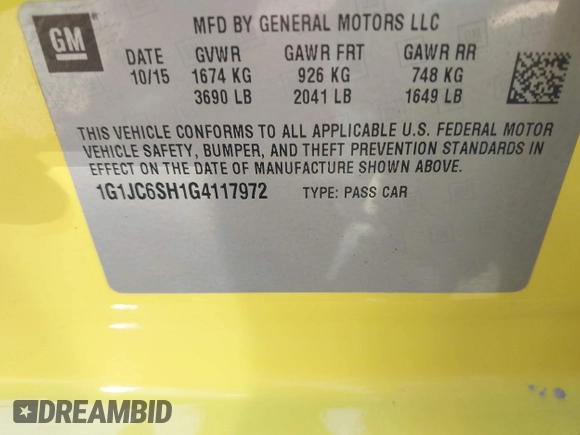 GM
MFD BY GENERAL MOTORS LLC
DATE GVWR GAWR FRT GAWR RR
10/15 1674 KG 926 KG 748 KG
3690 LB 2041 LB 1649 LB
THIS VEHICLE CONFORMS TO ALL APPLICABLE U.S. FEDERAL MOTOR
VEHICLE SAFETY, BUMPER, AND THEFT PREVENTION STANDARDS IN
EFFECT ON THE DATE OF MANUFACTURE SHOWN ABOVE.
1G1JC6SH1G4117972 TYPE: PASS CAR
DREAMBID